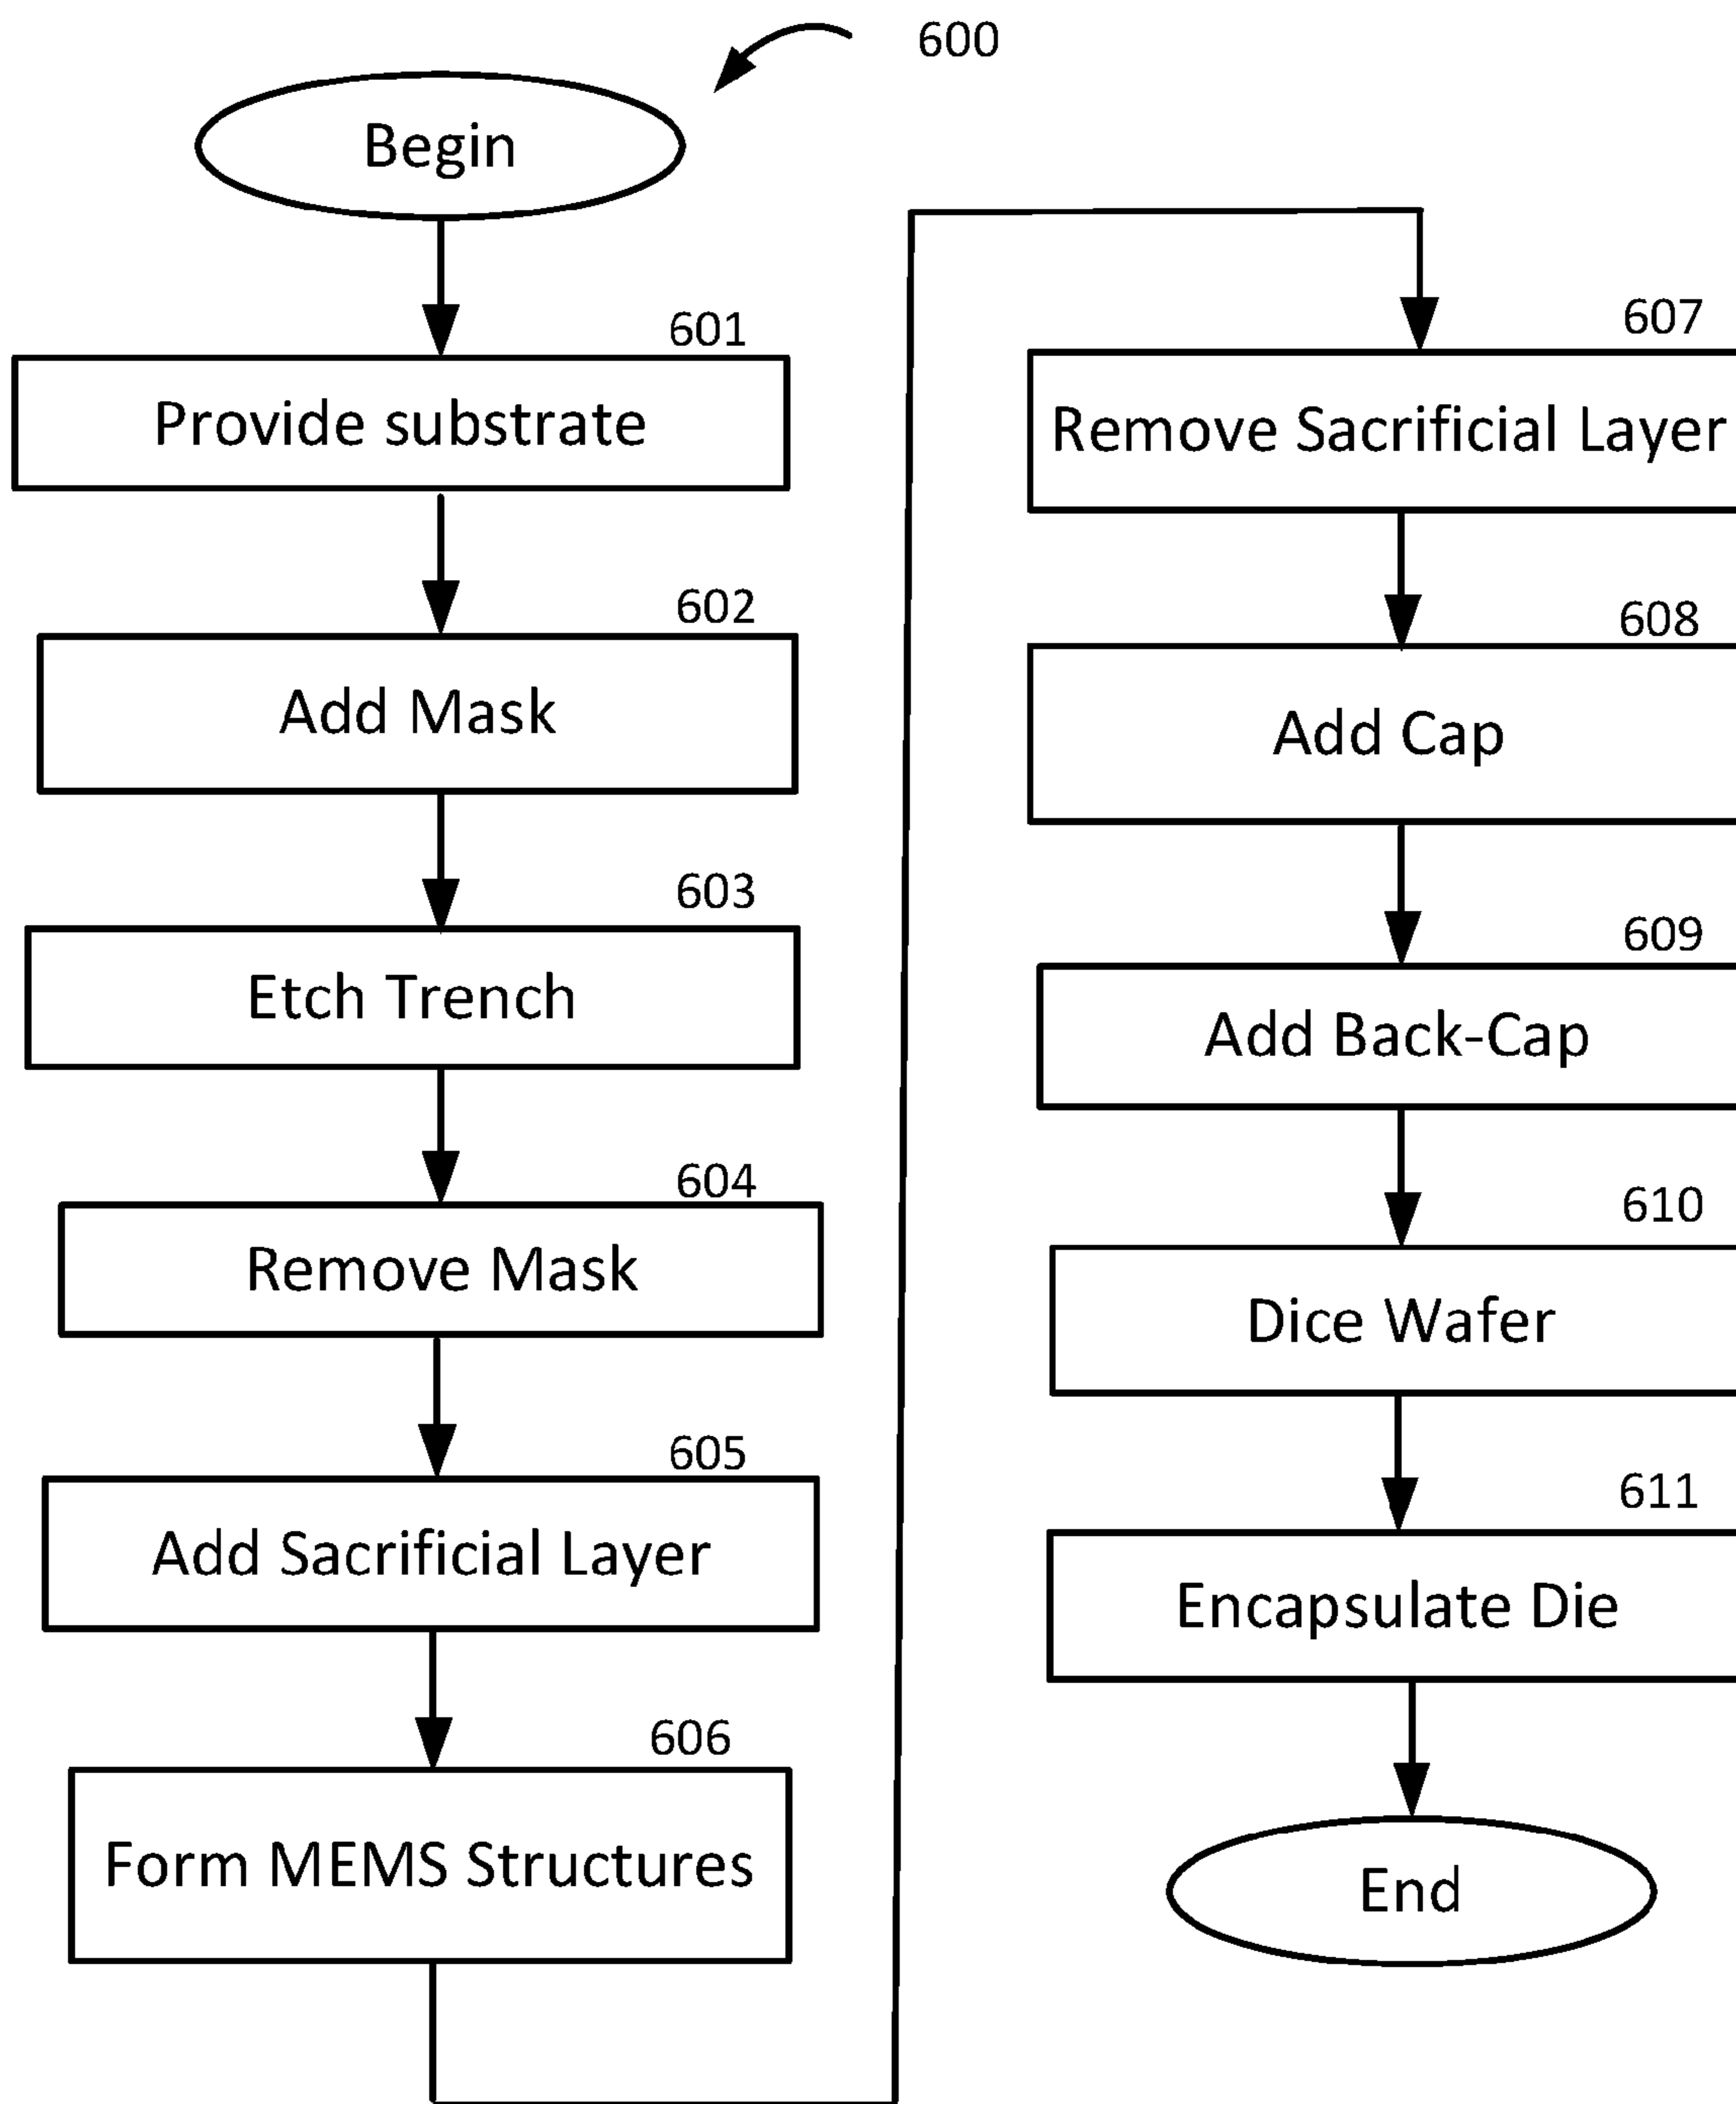 600
Begin
601
Provide substrate
602
Add Mask
603
Etch Trench
604
Remove Mask
605
Add Sacrificial Layer
606
Form MEMS Structures
607
Remove Sacrificial Layer
608
Add Cap
609
Add Back-Cap
610
Dice Wafer
611
Encapsulate Die
End